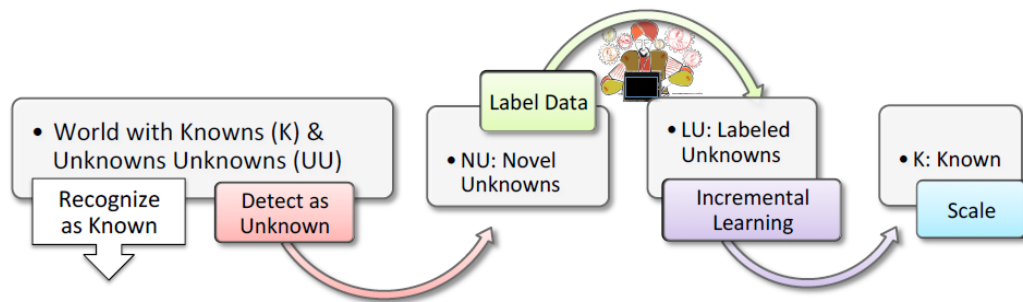 • World with Knowns (K) &
Unknowns Unknowns (UU)
Recognize
as Known
Detect as
Unknown
Label Data
• NU: Novel
Unknowns
• LU: Labeled
Unknowns
Incremental
Learning
• K: Known
Scale